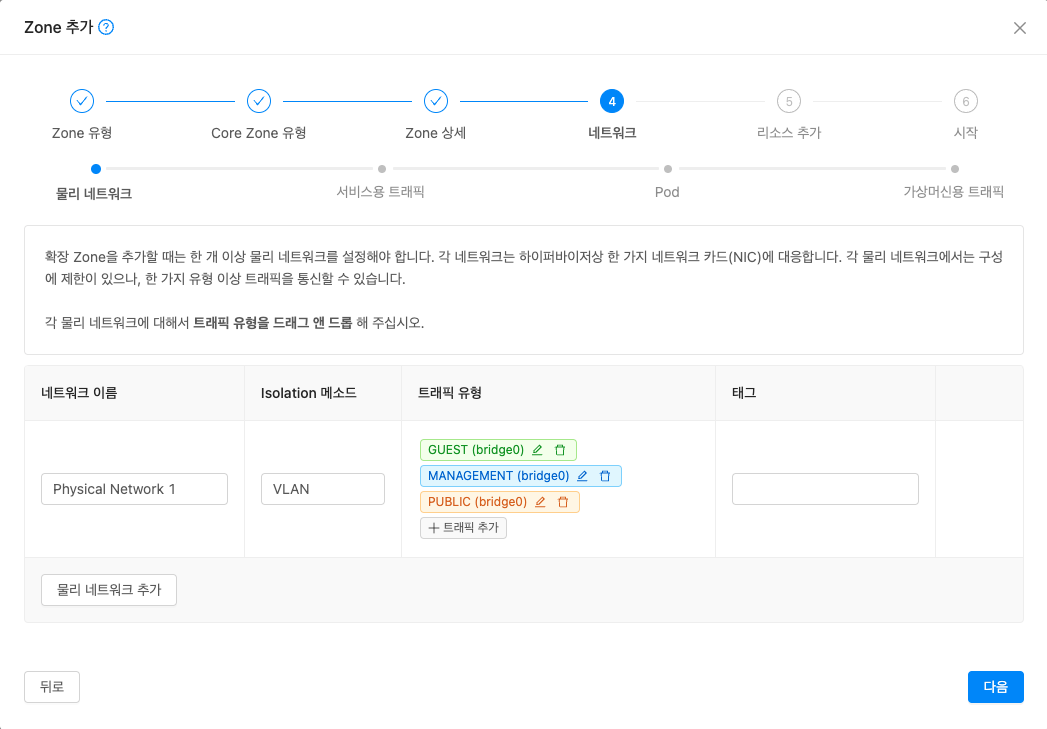 Zone 추가
Zone 유형
Core Zone 유형
Zone 상세
4
네트워크
5
리소스 추가
6
시작
물리 네트워크
서비스용 트래픽
Pod
가상머신용 트래픽
확장 Zone을 추가할 때는 한 개 이상 물리 네트워크를 설정해야 합니다. 각 네트워크는 하이퍼바이저상 한 가지 네트워크 카드(NIC)에 대응합니다. 각 물리 네트워크에서는 구성
에 제한이 있으나, 한 가지 유형 이상 트래픽을 통신할 수 있습니다.
각 물리 네트워크에 대해서 트래픽 유형을 드래그 앤 드롭 해 주십시오.
네트워크 이름
Isolation 메소드
트래픽 유형
태그
Physical Network 1
VLAN
GUEST (bridge0)
MANAGEMENT (bridge0)
PUBLIC (bridge0)
+ 트래픽 추가
물리 네트워크 추가
뒤로
다음